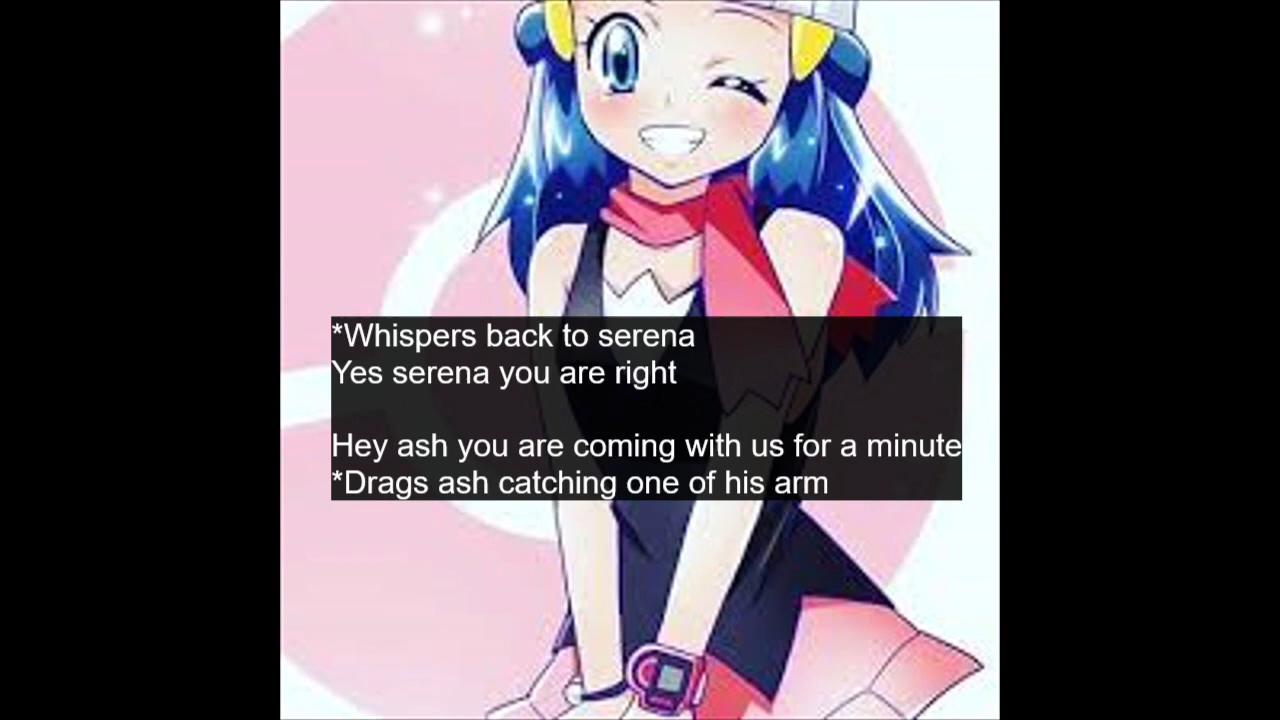 *Whispers back to serena
Yes serena you are right
Hey ash you are coming with us for a minute
*Drags ash catching one of his arm